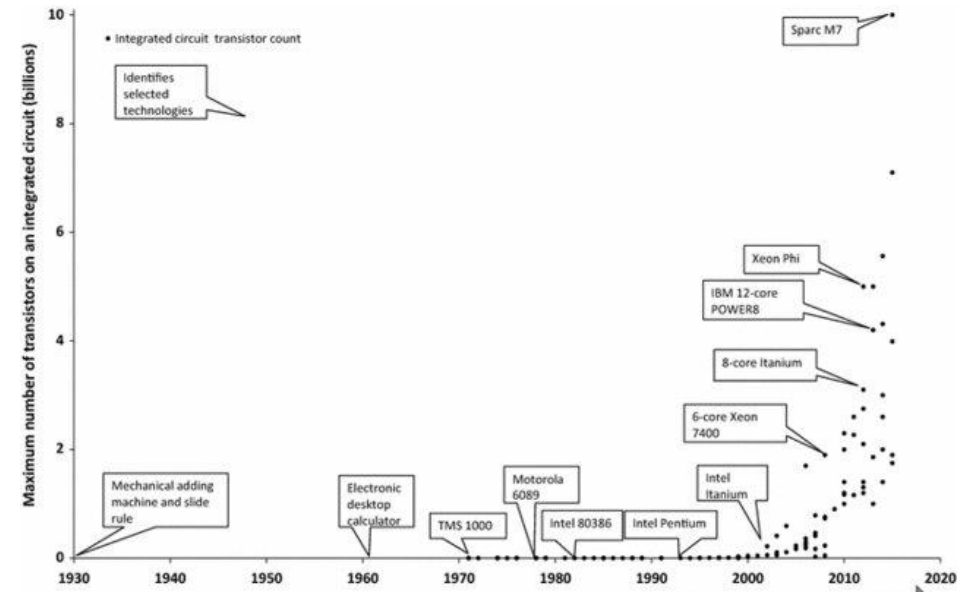 Maximum number of transistors on an integrated circuit (billions)
10
8
6
4
2
0
• Integrated circuit transistor count
Identifies
selected
technologies
Sparc M7
Xeon Phi
IBM 12-core
POWER8
8-core Itanium
6-core Xeon
7400
Mechanical adding
machine and slide
rule
Electronic
desktop
calculator
TMS 1000
Motorola
6089
Intel 80386
Intel Pentium
Intel
Itanium
1930
1940
1950
1960
1970
1980
1990
2000
2010
2020